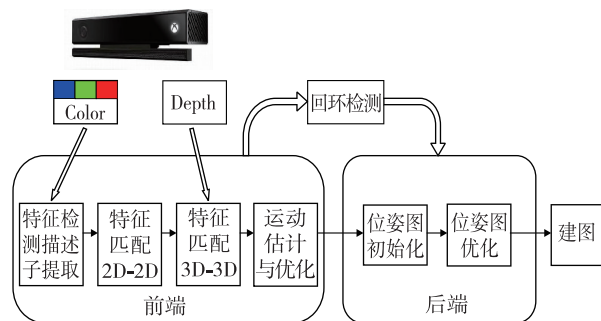 Color
Depth
回环检测
特征检
测描述
子提取
特征
匹配
2D-2D
特征
匹配
3D-3D
运动
估计
与优化
前端
位姿图
初始化
位姿图
优化
后端
建图